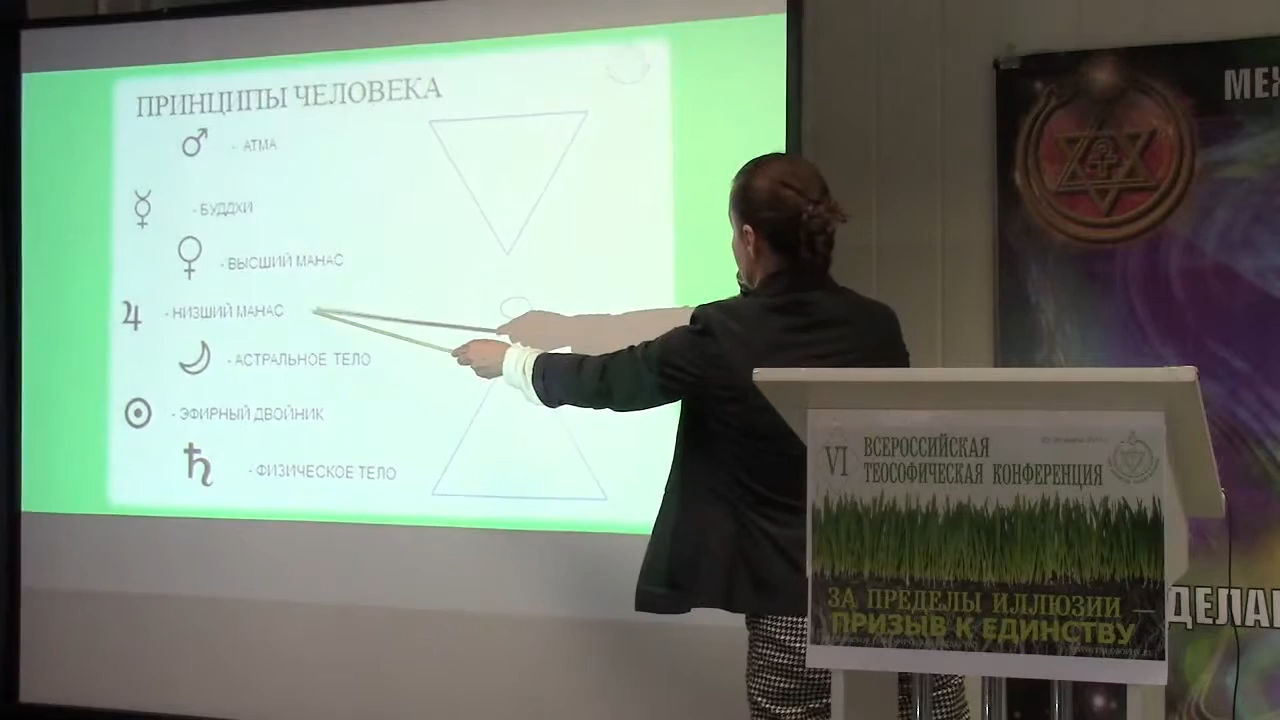 ПРИНЦИПЫ ЧЕЛОВЕКА
♂ - АТМА
☿ - БУДДХИ
♀ - ВЫСШИЙ МАНАС
♃ - НИЗШИЙ МАНАС
☽ - АСТРАЛЬНОЕ ТЕЛО
☉ - ЭФИРНЫЙ ДВОЙНИК
♄ - ФИЗИЧЕСКОЕ ТЕЛО
МЕЖ
ДЕЛА
VI ВСЕРОССИЙСКАЯ
ТЕОСОФИЧЕСКАЯ КОНФЕРЕНЦИЯ
ЗА ПРЕДЕЛЫ ИЛЛЮЗИИ —
ПРИЗЫВ К ЕДИНСТВУ